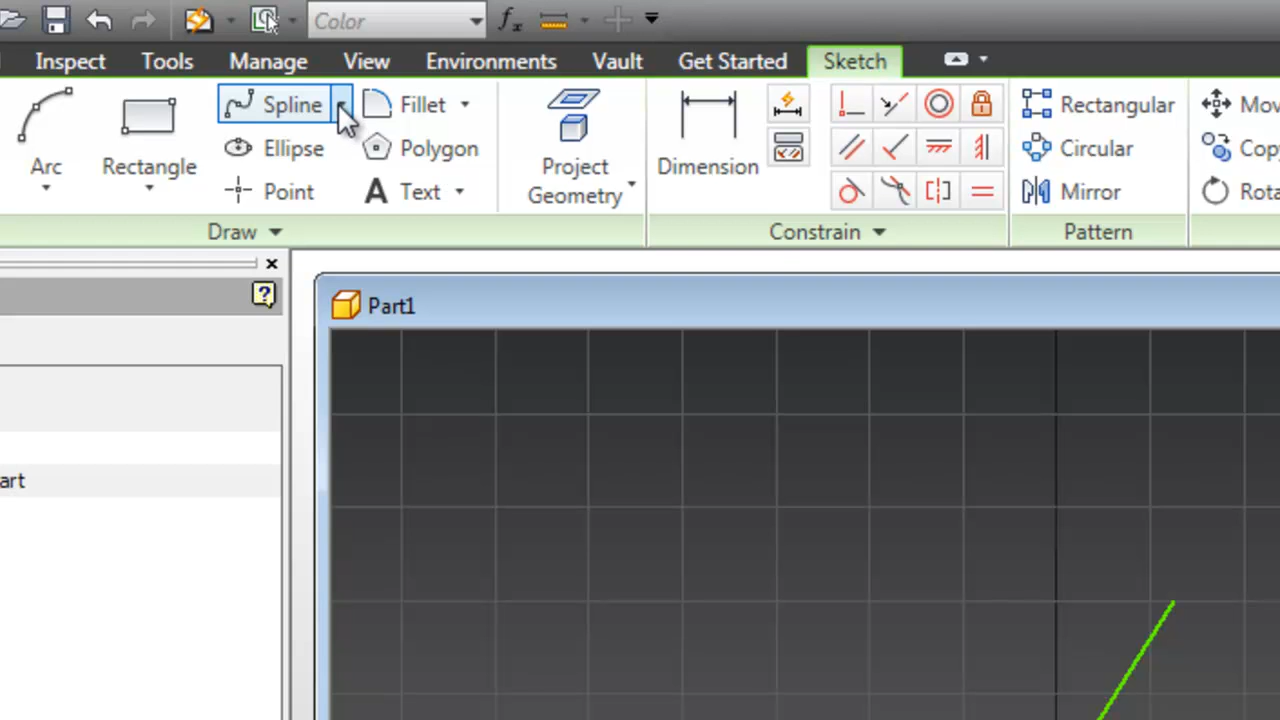 Color
Inspect Tools Manage View Environments Vault Get Started Sketch
Spline Fillet Rectangular
Arc Rectangle Ellipse Polygon Project Geometry Dimension Circular
Point Text Mirror
Draw Constrain Pattern
Part1